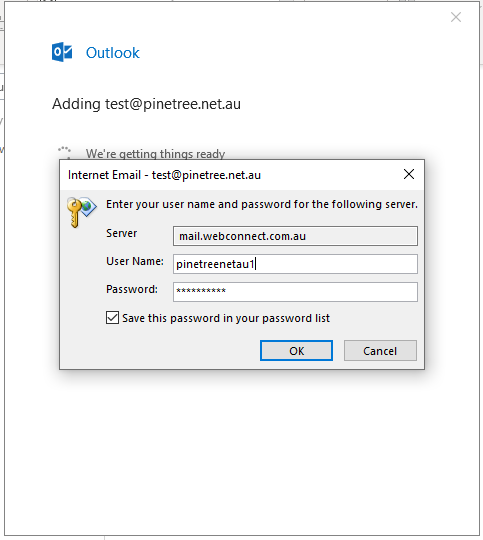 Outlook
Adding test@pinetree.net.au
We're getting things ready
Internet Email - test@pinetree.net.au
Enter your user name and password for the following server.
Server mail.webconnect.com.au
User Name: pinetreenetau1
Password: **********
Save this password in your password list
OK Cancel